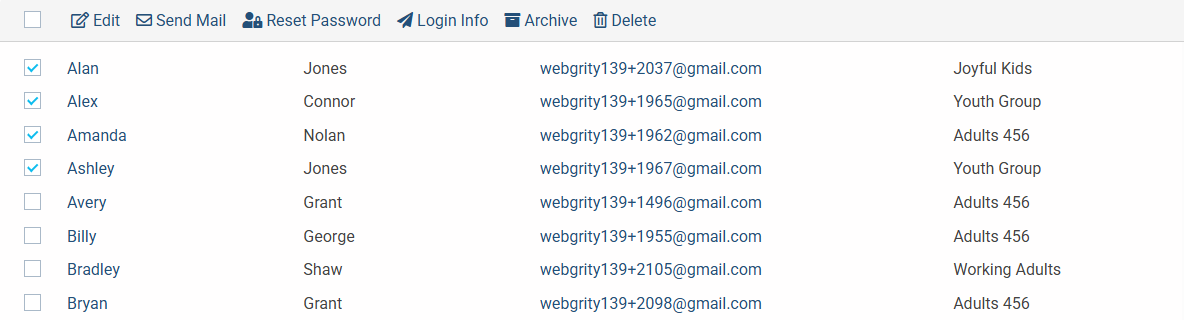 Edit Send Mail Reset Password Login Info Archive Delete
Alan Jones webgrity139+2037@gmail.com Joyful Kids
Alex Connor webgrity139+1965@gmail.com Youth Group
Amanda Nolan webgrity139+1962@gmail.com Adults 456
Ashley Jones webgrity139+1967@gmail.com Youth Group
Avery Grant webgrity139+1496@gmail.com Adults 456
Billy George webgrity139+1955@gmail.com Adults 456
Bradley Shaw webgrity139+2105@gmail.com Working Adults
Bryan Grant webgrity139+2098@gmail.com Adults 456